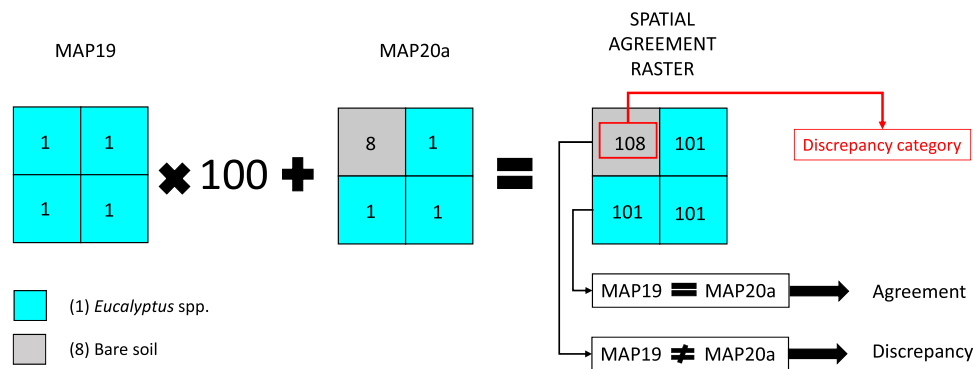 MAP19
MAP20a
SPATIAL
AGREEMENT
RASTER
1 1
1 1
× 100 +
8 1
1 1
=
108 101
101 101
Discrepancy category
(1) Eucalyptus spp.
(8) Bare soil
MAP19 = MAP20a
Agreement
MAP19 ≠ MAP20a
Discrepancy